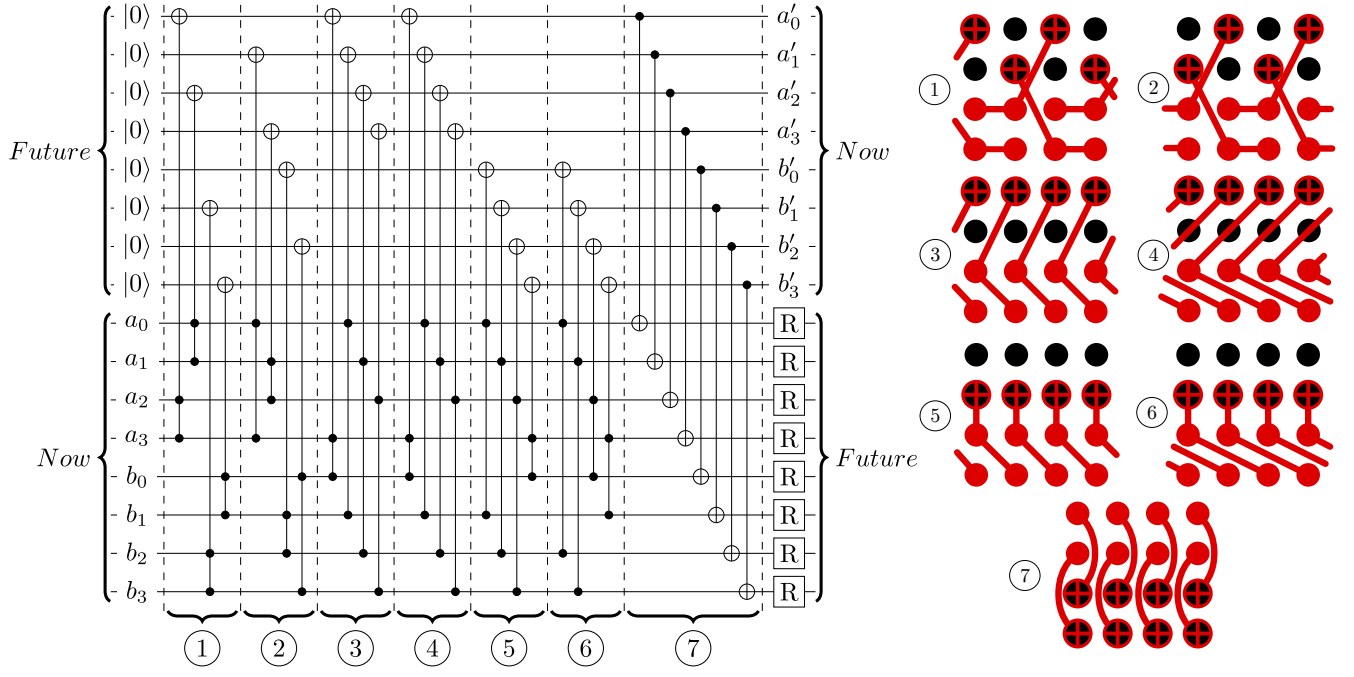 |0⟩ a′₀
|0⟩ a′₁
|0⟩ a′₂
Future |0⟩ a′₃ Now
|0⟩ b′₀
|0⟩ b′₁
|0⟩ b′₂
|0⟩ b′₃
a₀ R
a₁ R
a₂ R
Now a₃ R Future
b₀ R
b₁ R
b₂ R
b₃ R
1 2 3 4 5 6 7
1 2
3 4
5 6
7